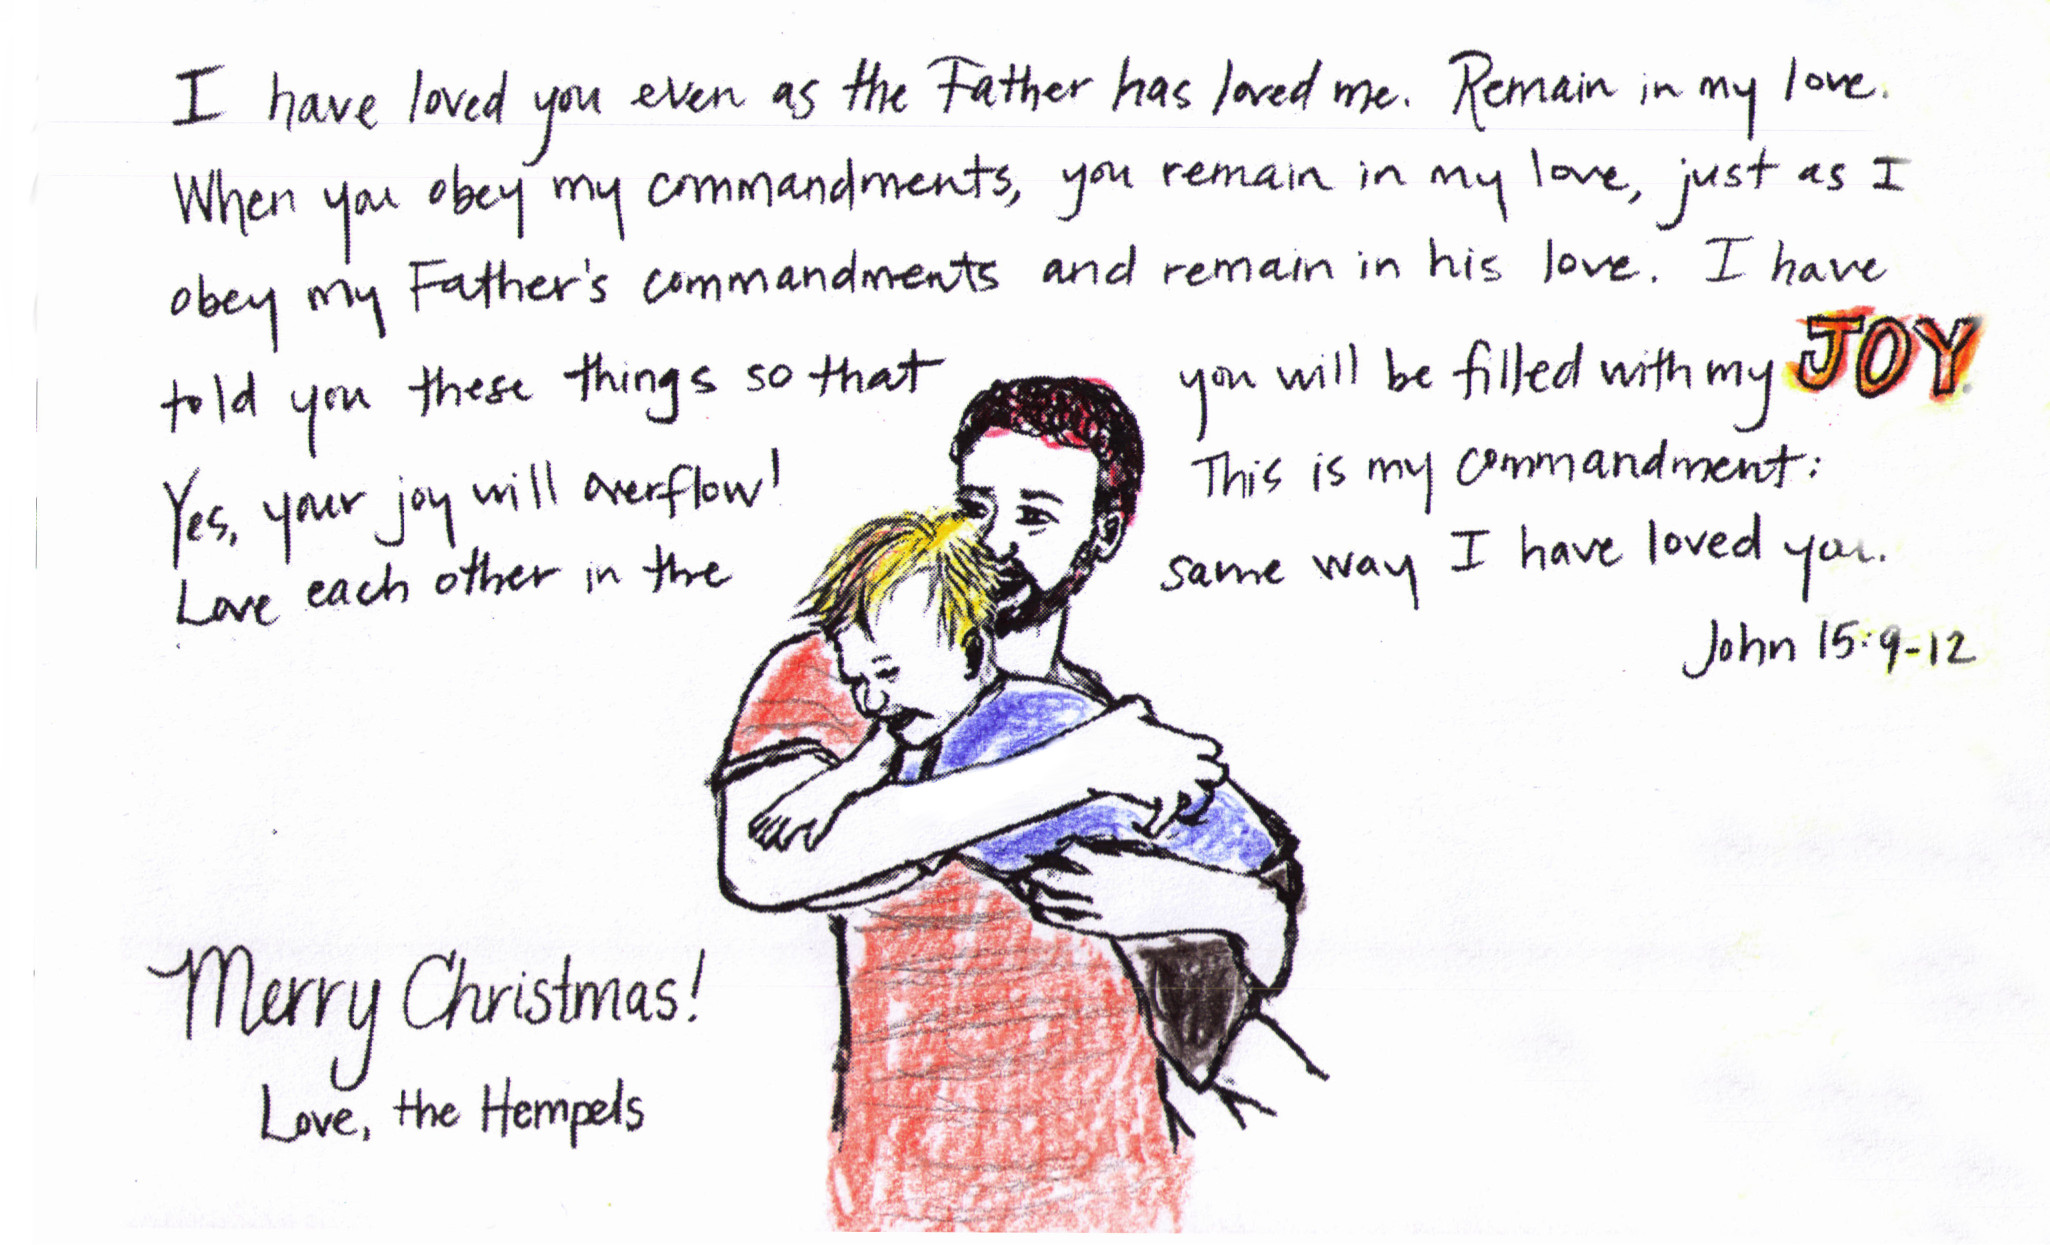 I have loved you even as the Father has loved me. Remain in my love.
When you obey my commandments, you remain in my love, just as I
obey my Father's commandments and remain in his love. I have
told you these things so that you will be filled with my JOY.
Yes, your joy will overflow! This is my commandment:
Love each other in the same way I have loved you.
John 15:9-12
Merry Christmas!
Love, the Hempels